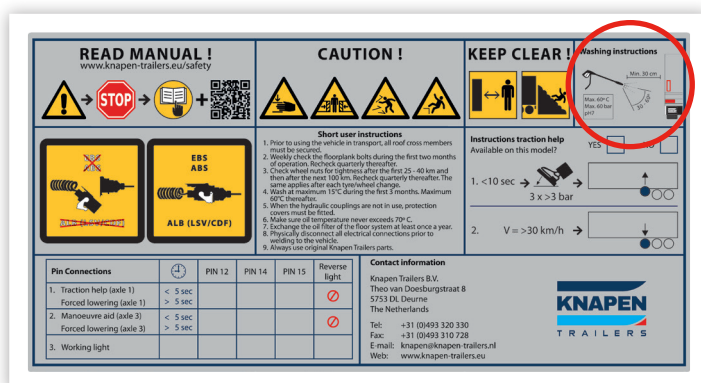 READ MANUAL !
www.knapen-trailers.eu/safety
STOP
CAUTION !
KEEP CLEAR !
Washing instructions
Min. 30 cm
Max. 60º C
Max. 60 bar
pH7
30 - 60º
EBS
ABS
ALB (LSV/CDF)
Short user instructions
1. Prior to using the vehicle in transport, all roof cross members
must be secured.
2. Weekly check the floorplank bolts during the first two months
of operation. Recheck quarterly thereafter.
3. Check wheel nuts for tightness after the first 25 - 40 km and
then after the next 100 km. Recheck quarterly thereafter. The
same applies after each tyre/wheel change.
4. Wash at maximum 15°C during the first 3 months. Maximum
60°C thereafter.
5. When the hydraulic couplings are not in use, protection
covers must be fitted.
6. Make sure oil temperature never exceeds 70º C.
7. Exchange the oil filter of the floor system at least once a year.
8. Physically disconnect all electrical connections prior to
welding to the vehicle.
9. Always use original Knapen Trailers parts.
Instructions traction help
Available on this model?
YES
NO
1. <10 sec
3 x >3 bar
2. V = >30 km/h
Pin Connections
PIN 12
PIN 14
PIN 15
Reverse
light
1. Traction help (axle 1)
< 5 sec
Forced lowering (axle 1)
> 5 sec
2. Manoeuvre aid (axle 3)
< 5 sec
Forced lowering (axle 3)
> 5 sec
3. Working light
Contact information
Knapen Trailers B.V.
Theo van Doesburgstraat 8
5753 DL Deurne
The Netherlands
Tel: +31 (0)493 320 330
Fax: +31 (0)493 310 728
E-mail: knapen@knapen-trailers.nl
Web: www.knapen-trailers.eu
KNAPEN
TRAILERS